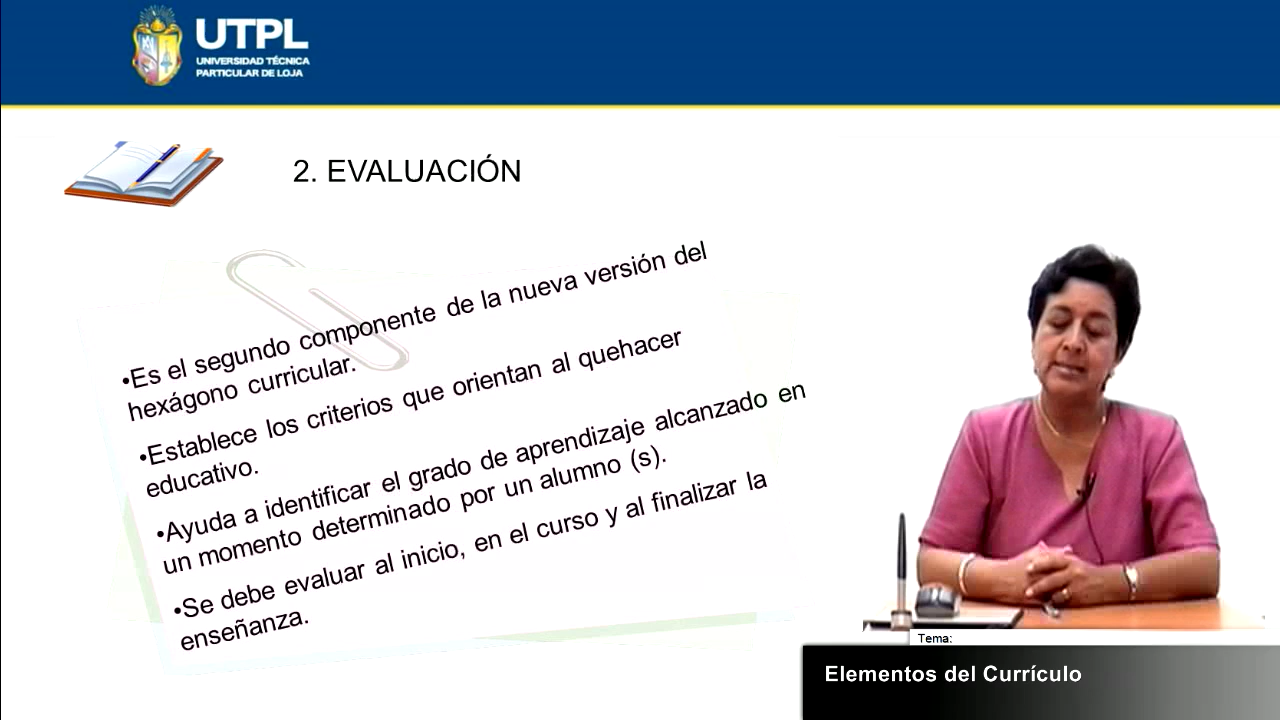 UTPL
UNIVERSIDAD TÉCNICA
PARTICULAR DE LOJA
2. EVALUACIÓN
•Es el segundo componente de la nueva versión del
hexágono curricular.
•Establece los criterios que orientan al quehacer
educativo.
•Ayuda a identificar el grado de aprendizaje alcanzado en
un momento determinado por un alumno (s).
•Se debe evaluar al inicio, en el curso y al finalizar la
enseñanza.
Tema:
Elementos del Currículo